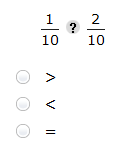 1/10 ? 2/10
>
<
=